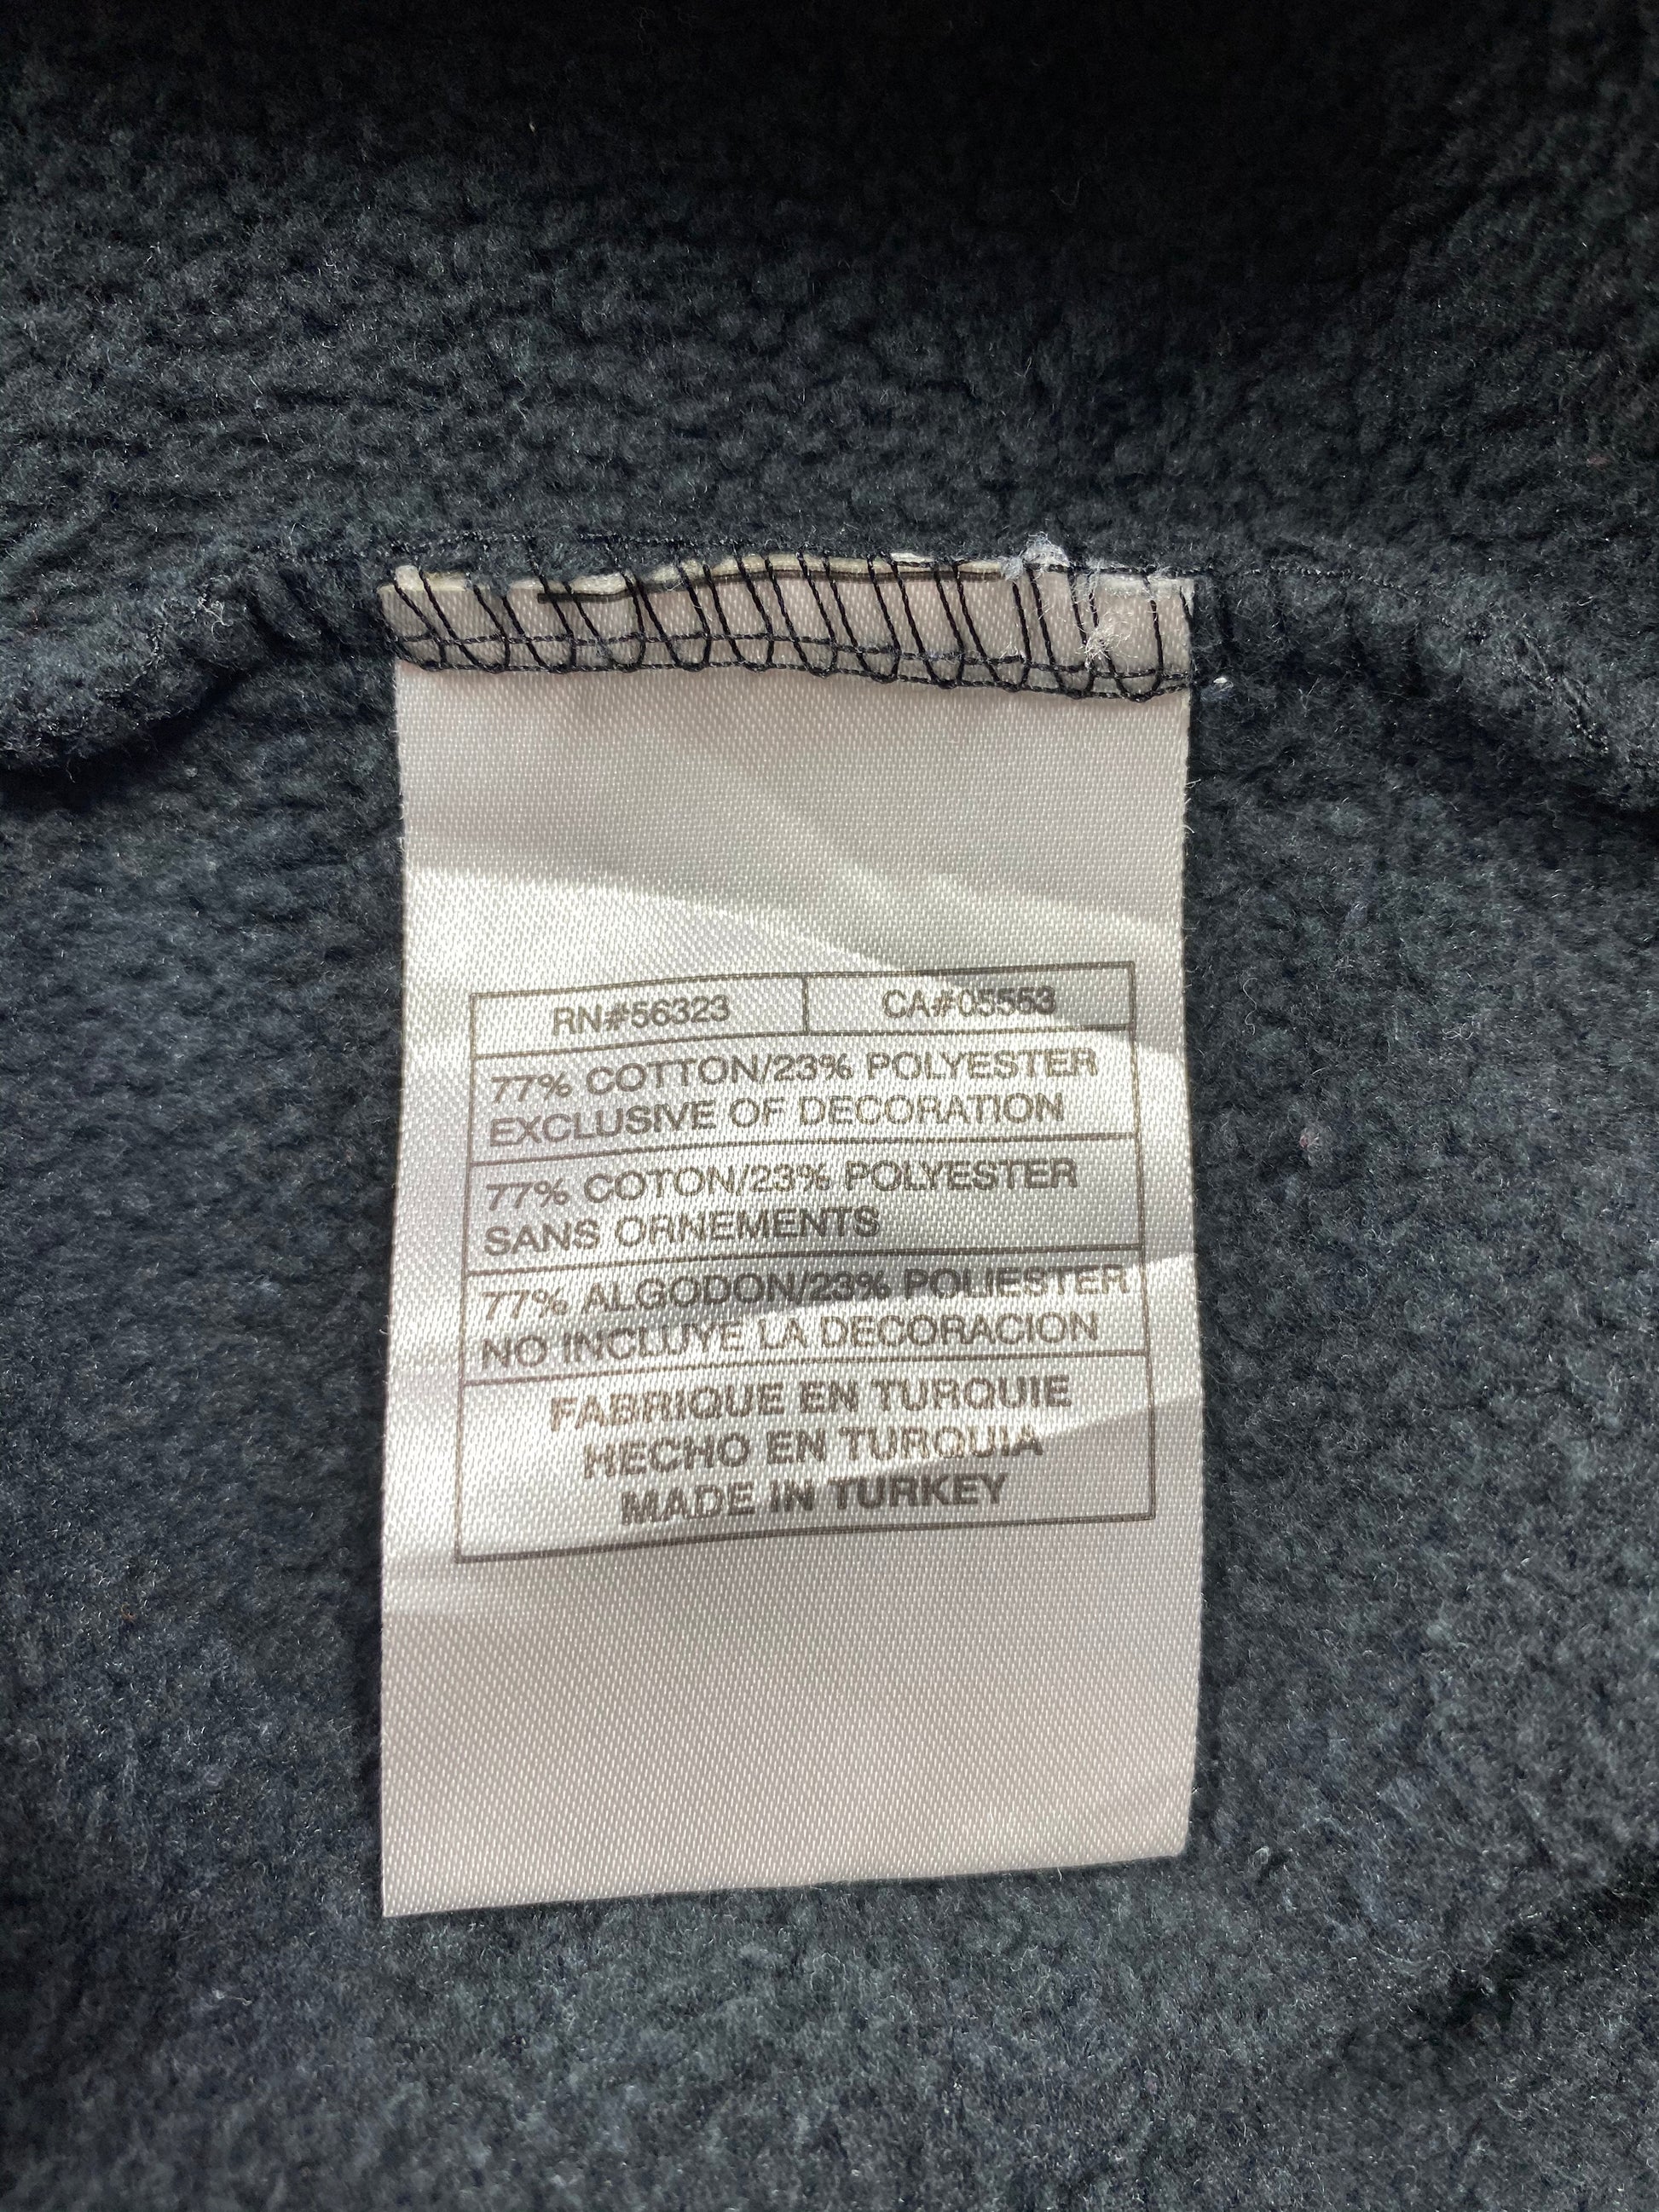 RN#56323 CA#05553
77% COTTON/23% POLYESTER
EXCLUSIVE OF DECORATION
77% COTON/23% POLYESTER
SANS ORNEMENTS
77% ALGODON/23% POLIESTER
NO INCLUYE LA DECORACION
FABRIQUE EN TURQUIE
HECHO EN TURQUIA
MADE IN TURKEY